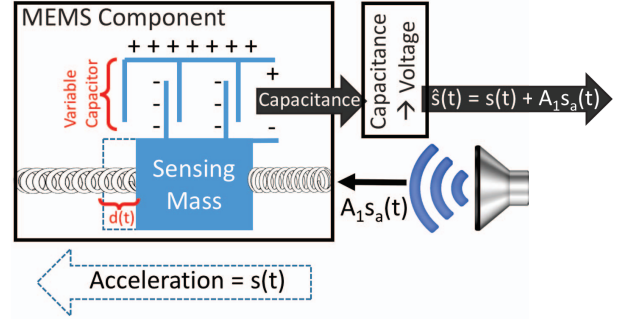 MEMS Component
+ + + + + + +
+
Variable
Capacitor
- -
- -
- - -
Capacitance
Capacitance
→ Voltage
ŝ(t) = s(t) + A₁sₐ(t)
Sensing
Mass
d(t)
A₁sₐ(t)
Acceleration = s(t)